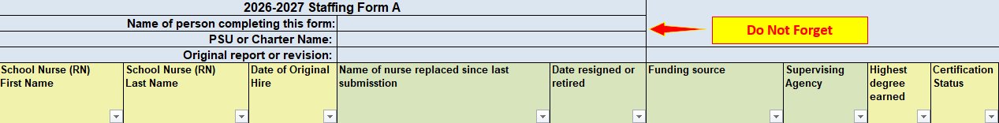 2026-2027 Staffing Form A
Name of person completing this form:
PSU or Charter Name:
Original report or revision:
Do Not Forget
School Nurse (RN)
First Name
School Nurse (RN)
Last Name
Date of Original
Hire
Name of nurse replaced since last
submisstion
Date resigned or
retired
Funding source
Supervising
Agency
Highest
degree
earned
Certification
Status